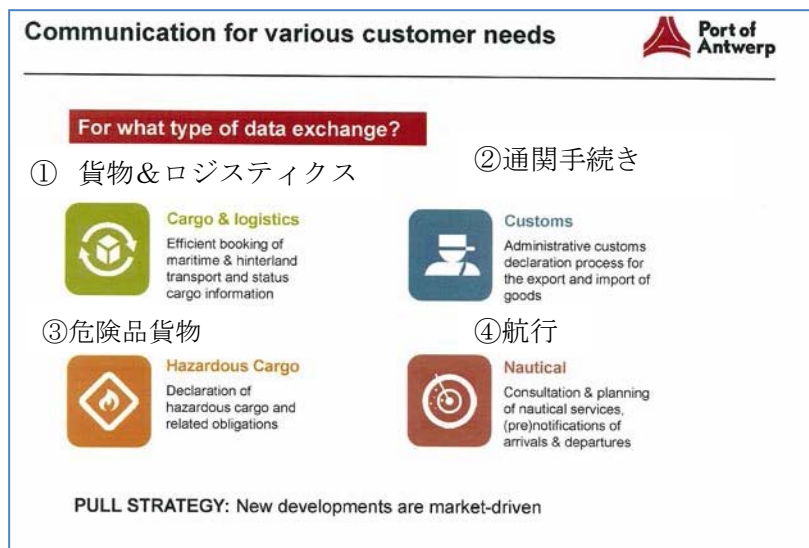 Communication for various customer needs
Port of
Antwerp
For what type of data exchange?
① 貨物&ロジスティクス
②通関手続き
Cargo & logistics
Efficient booking of
maritime & hinterland
transport and status
cargo information
Customs
Administrative customs
declaration process for
the export and import of
goods
③危険品貨物
④航行
Hazardous Cargo
Declaration of
hazardous cargo and
related obligations
Nautical
Consultation & planning
of nautical services,
(pre)notifications of
arrivals & departures
PULL STRATEGY: New developments are market-driven